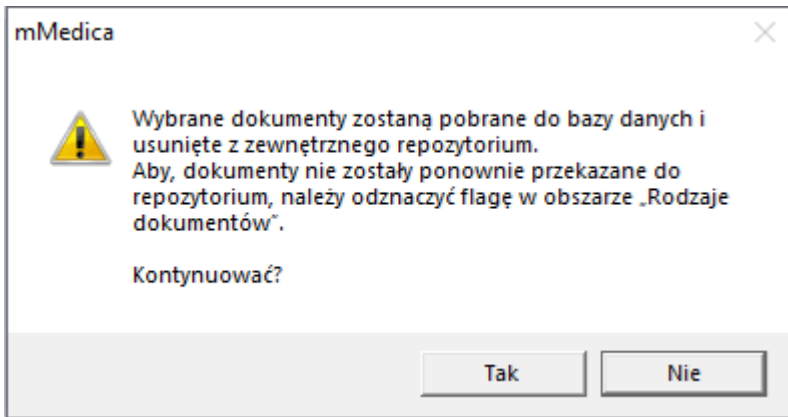 mMedica
Wybrane dokumenty zostaną pobrane do bazy danych i
usunięte z zewnętrznego repozytorium.
Aby, dokumenty nie zostały ponownie przekazane do
repozytorium, należy odznaczyć flagę w obszarze „Rodzaje
dokumentów”.
Kontynuować?
Tak
Nie